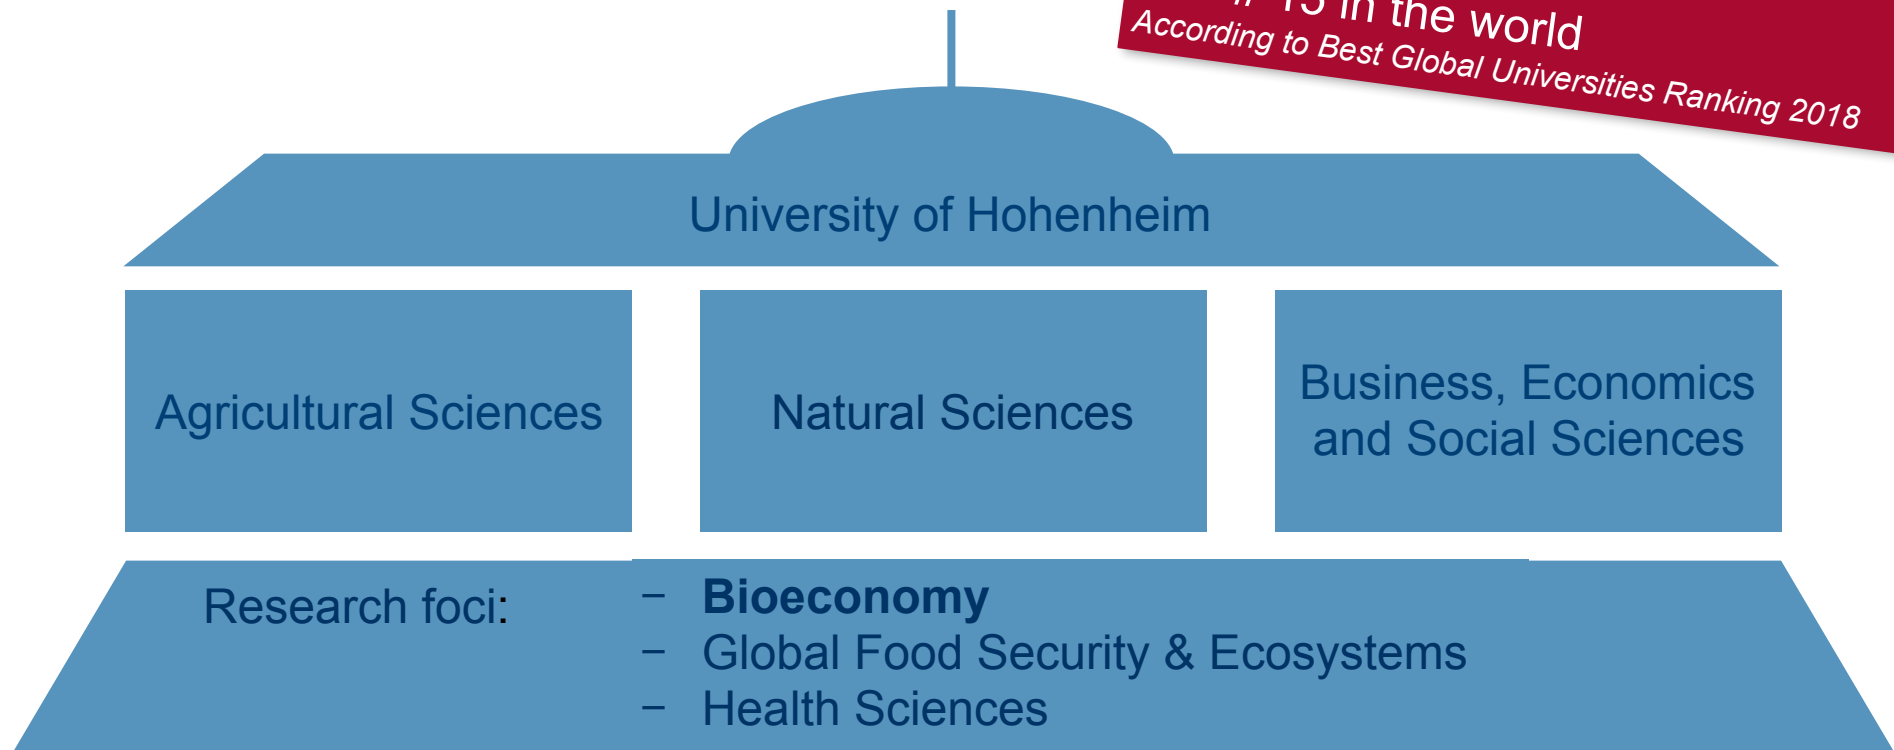 # 15 in the world
According to Best Global Universities Ranking 2018
University of Hohenheim
Agricultural Sciences
Natural Sciences
Business, Economics
and Social Sciences
Research foci:
− Bioeconomy
− Global Food Security & Ecosystems
− Health Sciences